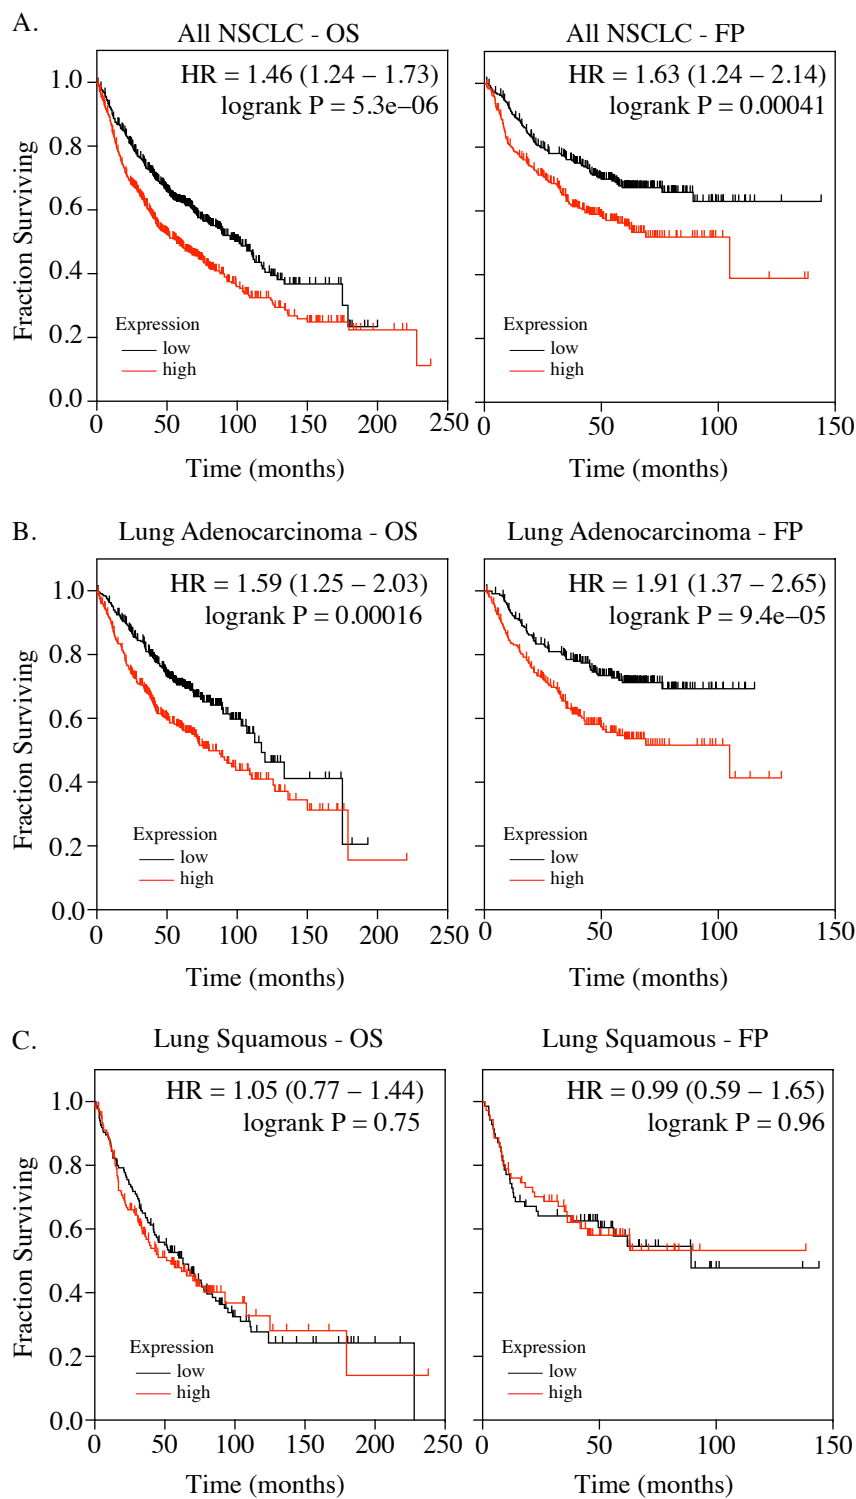 A.
All NSCLC - OS
HR = 1.46 (1.24 – 1.73)
logrank P = 5.3e–06
1.0
0.8
0.6
0.4
0.2
0.0
Fraction Surviving
Expression
low
high
0 50 100 150 200 250
Time (months)
All NSCLC - FP
HR = 1.63 (1.24 – 2.14)
logrank P = 0.00041
0 50 100 150
Time (months)
B.
Lung Adenocarcinoma - OS
HR = 1.59 (1.25 – 2.03)
logrank P = 0.00016
1.0
0.8
0.6
0.4
0.2
0.0
Fraction Surviving
Expression
low
high
0 50 100 150 200 250
Time (months)
Lung Adenocarcinoma - FP
HR = 1.91 (1.37 – 2.65)
logrank P = 9.4e–05
Expression
low
high
0 50 100 150
Time (months)
C.
Lung Squamous - OS
HR = 1.05 (0.77 – 1.44)
logrank P = 0.75
1.0
0.8
0.6
0.4
0.2
0.0
Fraction Surviving
Expression
low
high
0 50 100 150 200 250
Time (months)
Lung Squamous - FP
HR = 0.99 (0.59 – 1.65)
logrank P = 0.96
Expression
low
high
0 50 100 150
Time (months)
Expression
low
high